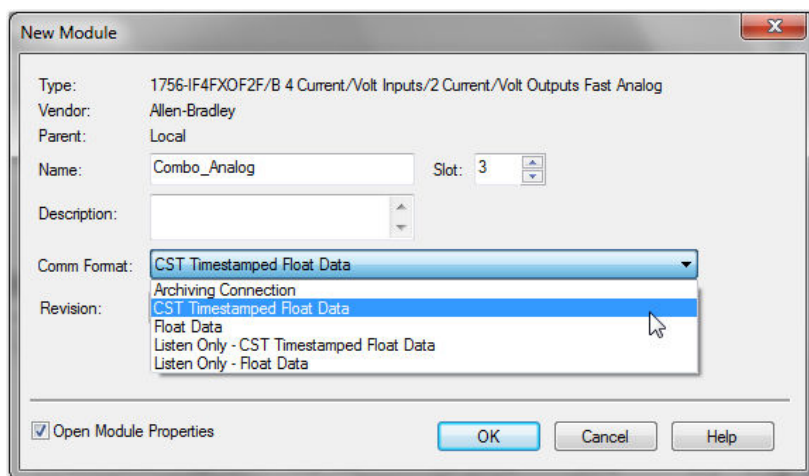 New Module
Type: 1756-IF4FXOF2F/B 4 Current/Volt Inputs/2 Current/Volt Outputs Fast Analog
Vendor: Allen-Bradley
Parent: Local
Name: Combo_Analog Slot: 3
Description:
Comm Format: CST Timestamped Float Data
Archiving Connection
Revision: CST Timestamped Float Data
Float Data
Listen Only - CST Timestamped Float Data
Listen Only - Float Data
Open Module Properties OK Cancel Help